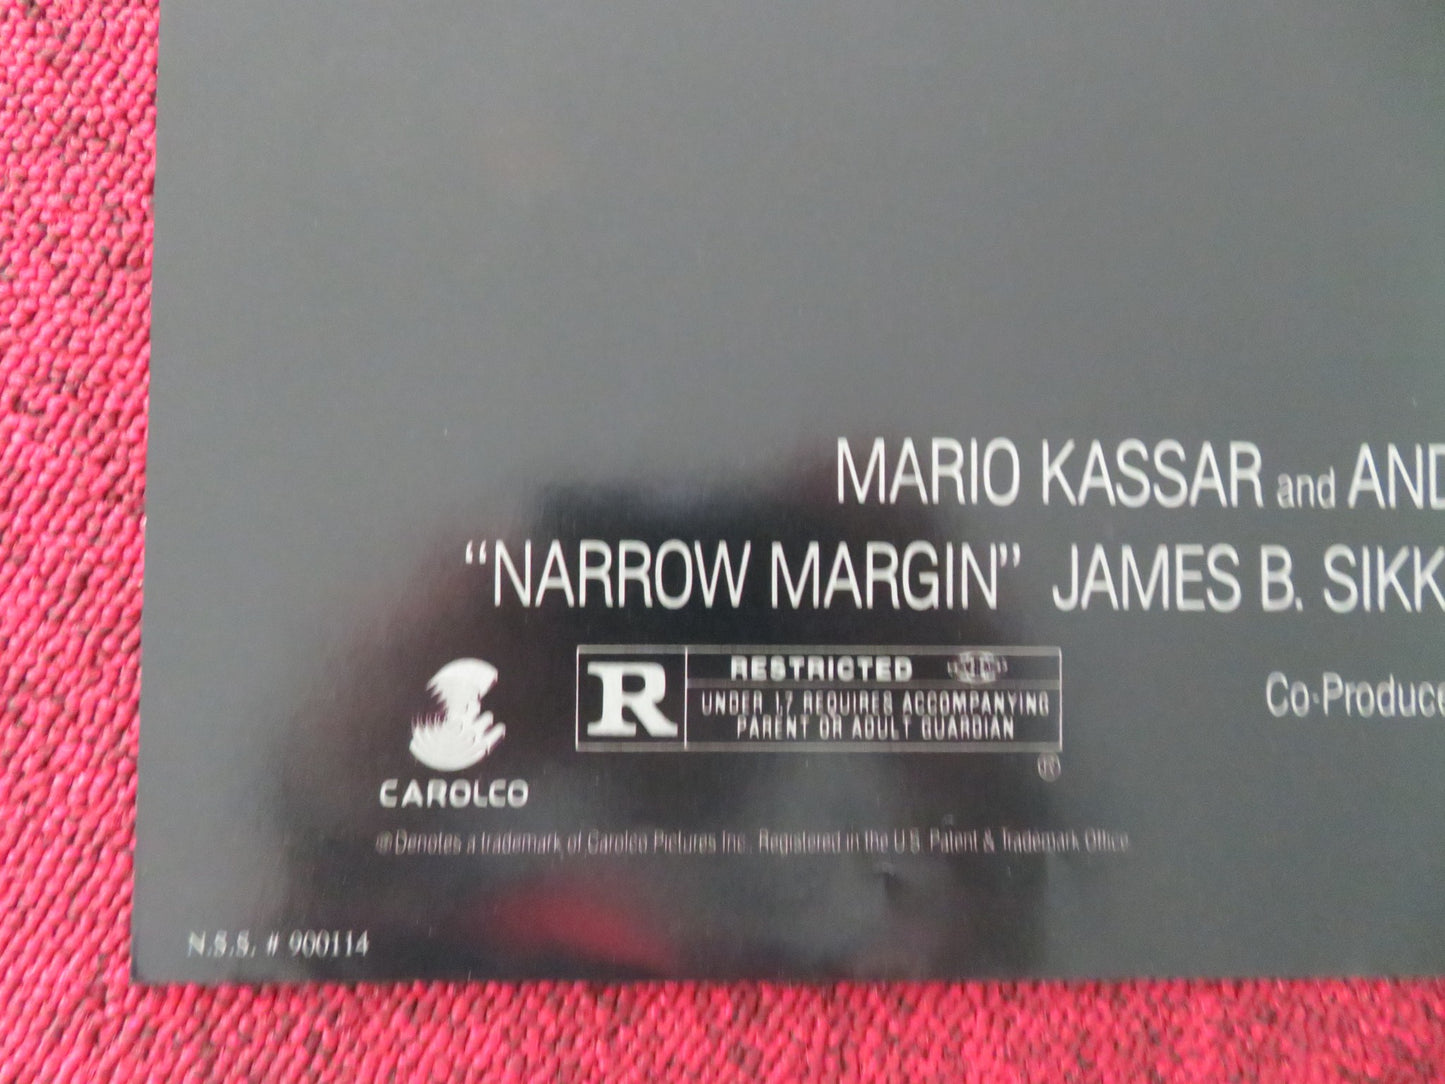 MARIO KASSAR and AND
“NARROW MARGIN” JAMES B. SIKK
Co-Produce
R
RESTRICTED
UNDER 17 REQUIRES ACCOMPANYING
PARENT OR ADULT GUARDIAN
®
CAROLCO
® Denotes a trademark of Carolco Pictures Inc., Registered in the U.S. Patent & Trademark Office
N.S.S. # 900114